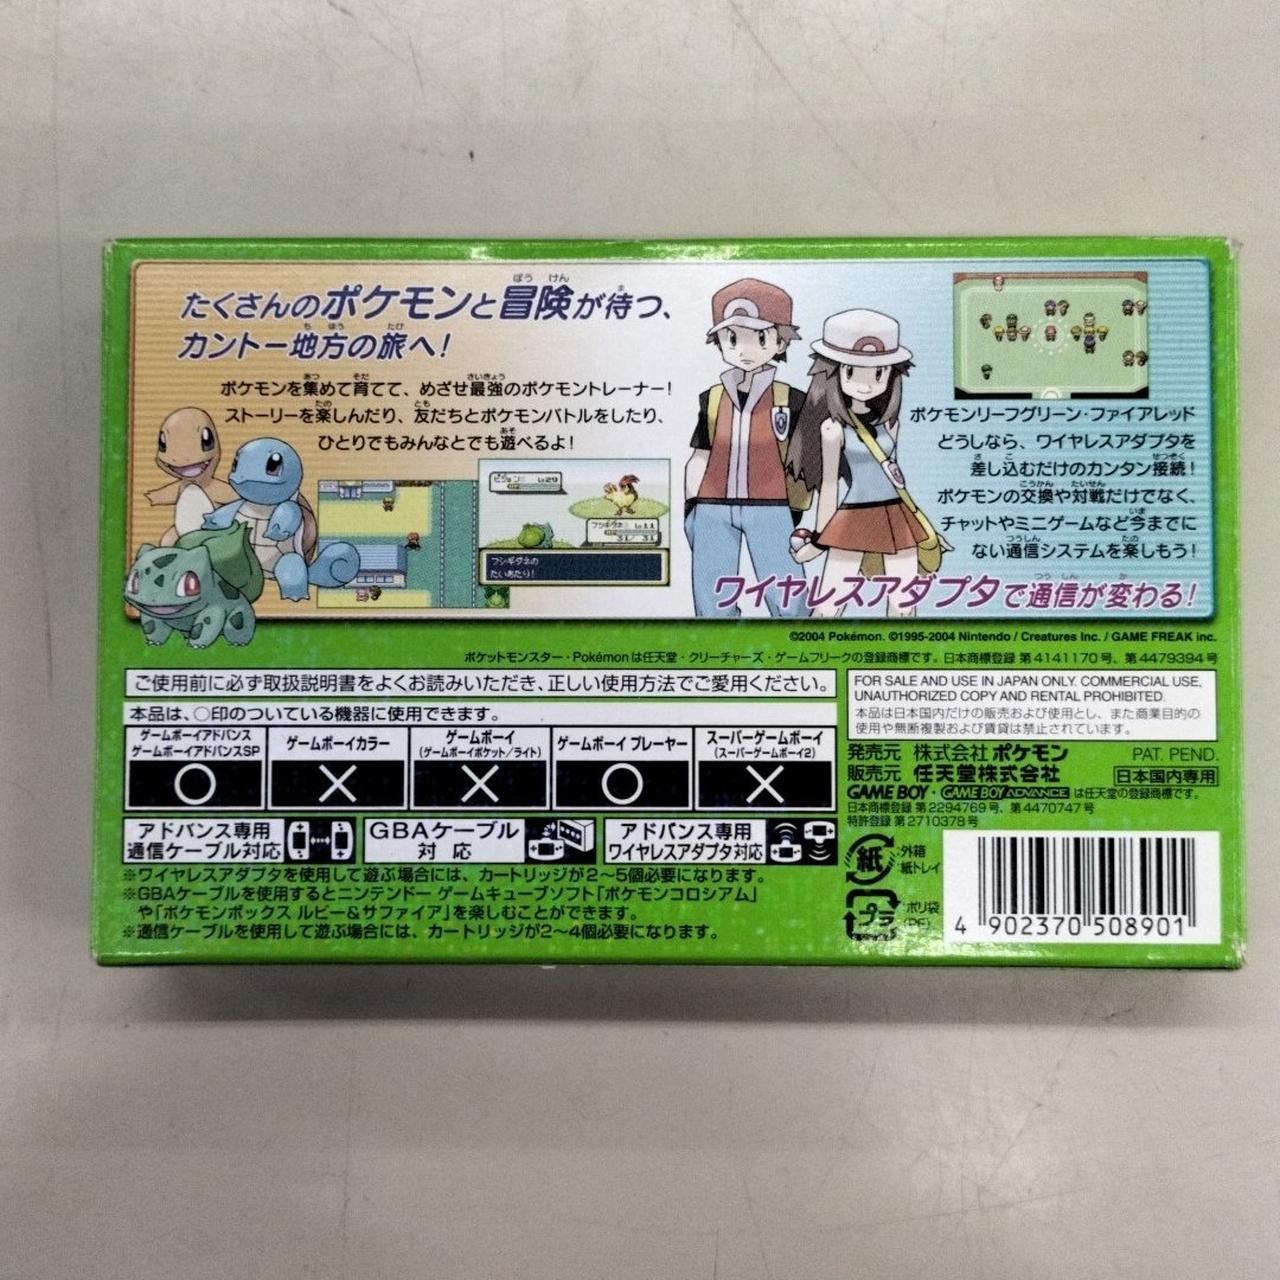 たくさんのポケモンと冒険が待つ、
カントー地方の旅へ!
ポケモンを集めて育てて、めざせ最強のポケモントレーナー!
ストーリーを楽しんだり、友だちとポケモンバトルをしたり、
ひとりでもみんなとでも遊べるよ!
Lv29
フシギダネ Lv11
31/ 31
フシギダネの
たいあたり!
ポケモンリーフグリーン・ファイアレッド
どうしなら、ワイヤレスアダプタを
差し込むだけのカンタン接続!
ポケモンの交換や対戦だけでなく、
チャットやミニゲームなど今までに
ない通信システムを楽しもう!
ワイヤレスアダプタで通信が変わる!
©2004 Pokémon. ©1995-2004 Nintendo / Creatures Inc. / GAME FREAK inc.
ポケットモンスター・Pokémonは任天堂・クリーチャーズ・ゲームフリークの登録商標です。日本商標登録 第4141170号、第4479394号
ご使用前に必ず取扱説明書をよくお読みいただき、正しい使用方法でご愛用ください。
本品は、○印のついている機器に使用できます。
ゲームボーイアドバンス
ゲームボーイアドバンスSP
○
ゲームボーイカラー
×
ゲームボーイ
(ゲームボーイポケット/ライト)
×
ゲームボーイ プレーヤー
○
スーパーゲームボーイ
(スーパーゲームボーイ2)
×
アドバンス専用
通信ケーブル対応
GBAケーブル
対 応
アドバンス専用
ワイヤレスアダプタ対応
※ワイヤレスアダプタを使用して遊ぶ場合には、カートリッジが2〜5個必要になります。
※GBAケーブルを使用するとニンテンドー ゲームキューブソフト「ポケモンコロシアム」
や「ポケモンボックス ルビー&サファイア」を楽しむことができます。
※通信ケーブルを使用して遊ぶ場合には、カートリッジが2〜4個必要になります。
FOR SALE AND USE IN JAPAN ONLY. COMMERCIAL USE,
UNAUTHORIZED COPY AND RENTAL PROHIBITED.
本品は日本国内だけの販売および使用とし、また商業目的の
使用や無断複製および賃貸は禁止されています。
発売元 株式会社ポケモン PAT. PEND.
販売元 任天堂株式会社 日本国内専用
GAME BOY・GAME BOY ADVANCE は任天堂の登録商標です。
日本商標登録 第2294769号、第4470747号
特許登録 第2710378号
紙 :外箱
:紙トレイ
プラ :ポリ袋
(PE)
4 902370 508901